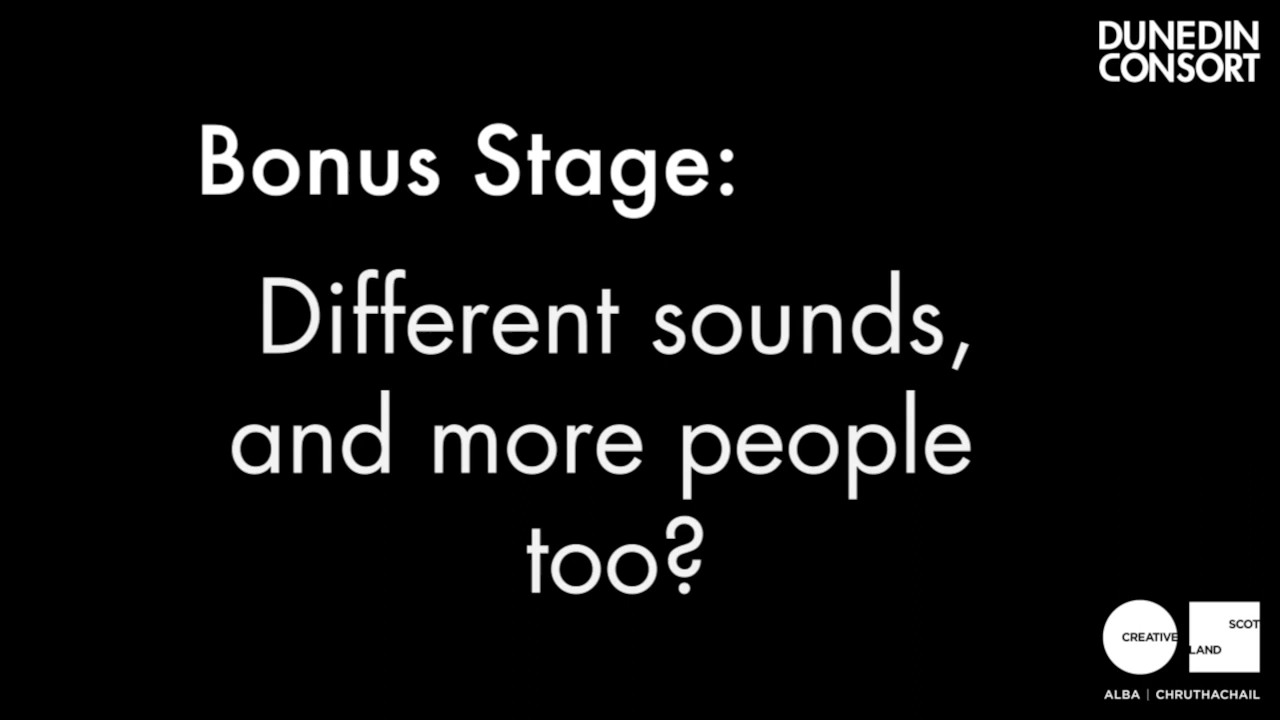 DUNEDIN
CONSORT
Bonus Stage:
Different sounds,
and more people
too?
CREATIVE SCOT
LAND
ALBA | CHRUTHACHAIL